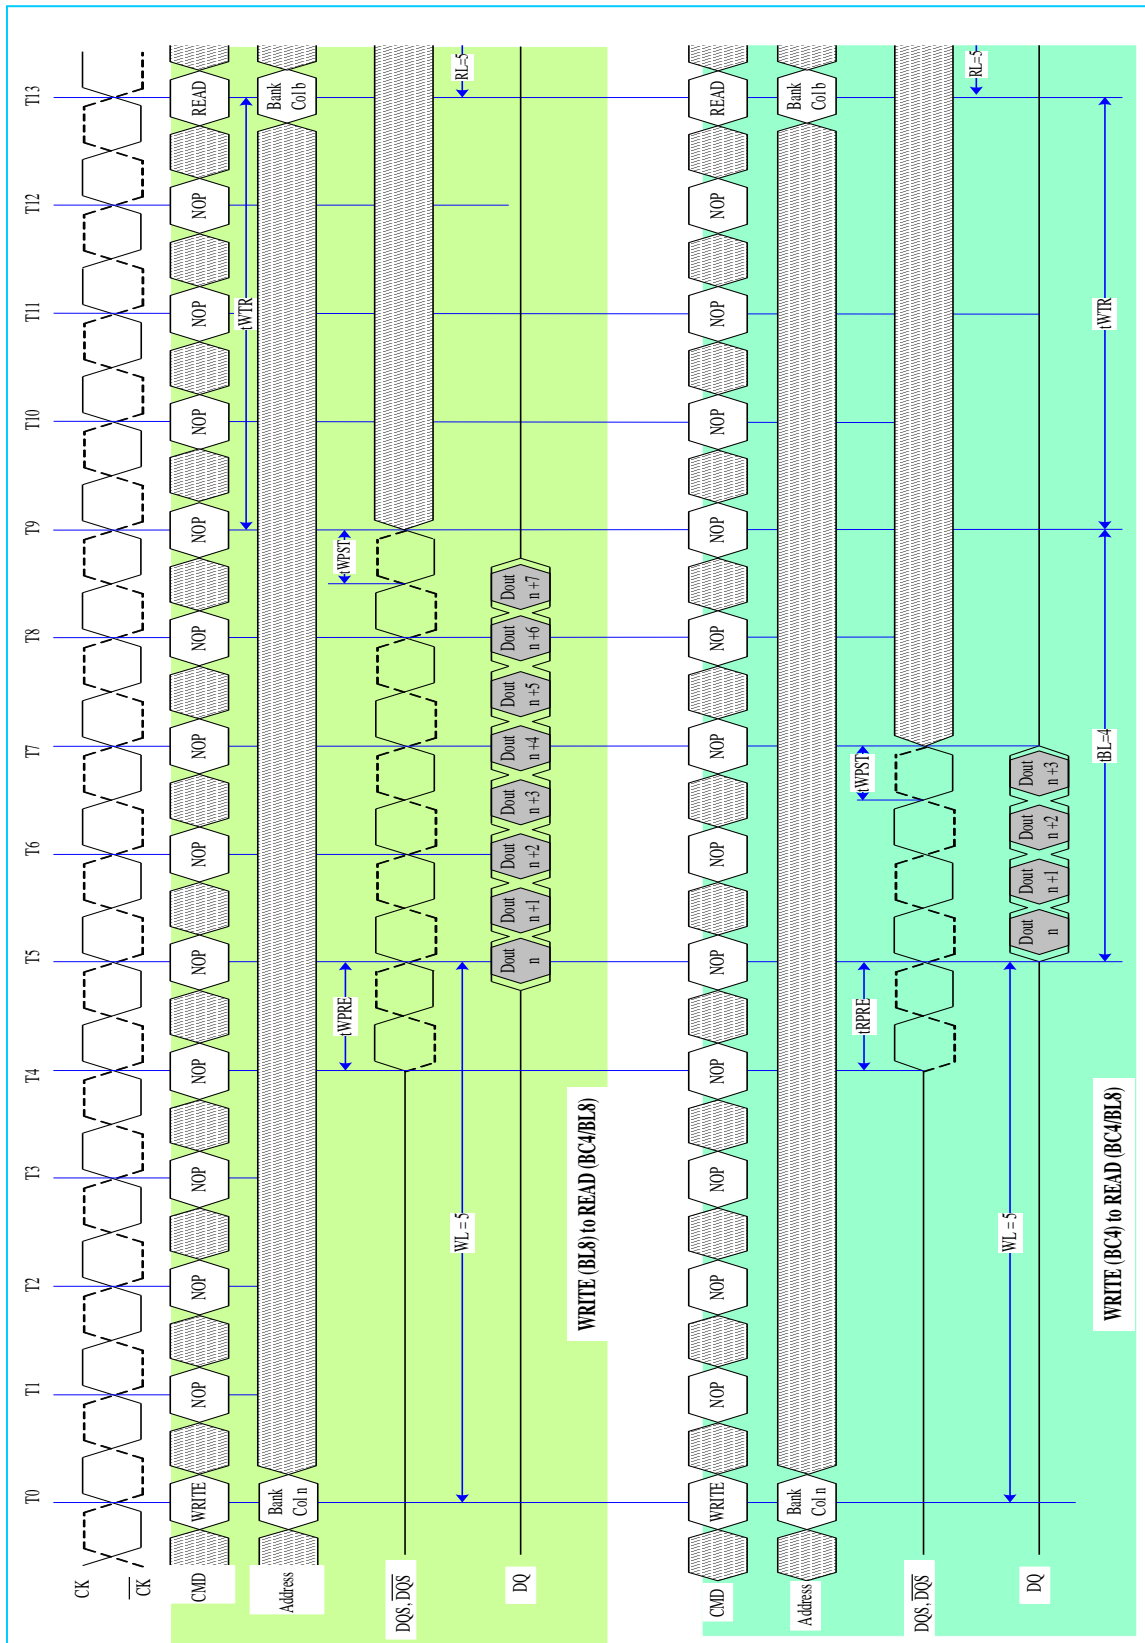 T0 T1 T2 T3 T4 T5 T6 T7 T8 T9 T10 T11 T12 T13
CK
CK
CMD WRITE NOP NOP NOP NOP NOP NOP NOP NOP NOP NOP NOP NOP READ
tWTR
Address Bank Col n Bank Col b
tWPRE tWPST
DQS, DQS
WL = 5 RL=5
DQ Dout n Dout n+1 Dout n+2 Dout n+3 Dout n+4 Dout n+5 Dout n+6 Dout n+7
WRITE (BL8) to READ (BC4/BL8)
CMD WRITE NOP NOP NOP NOP NOP NOP NOP NOP NOP NOP NOP NOP READ
Address Bank Col n Bank Col b
tRPRE tWPST
DQS, DQS
RL=5
WL = 5
DQ Dout n Dout n+1 Dout n+2 Dout n+3
tBL=4 tWTR
WRITE (BC4) to READ (BC4/BL8)